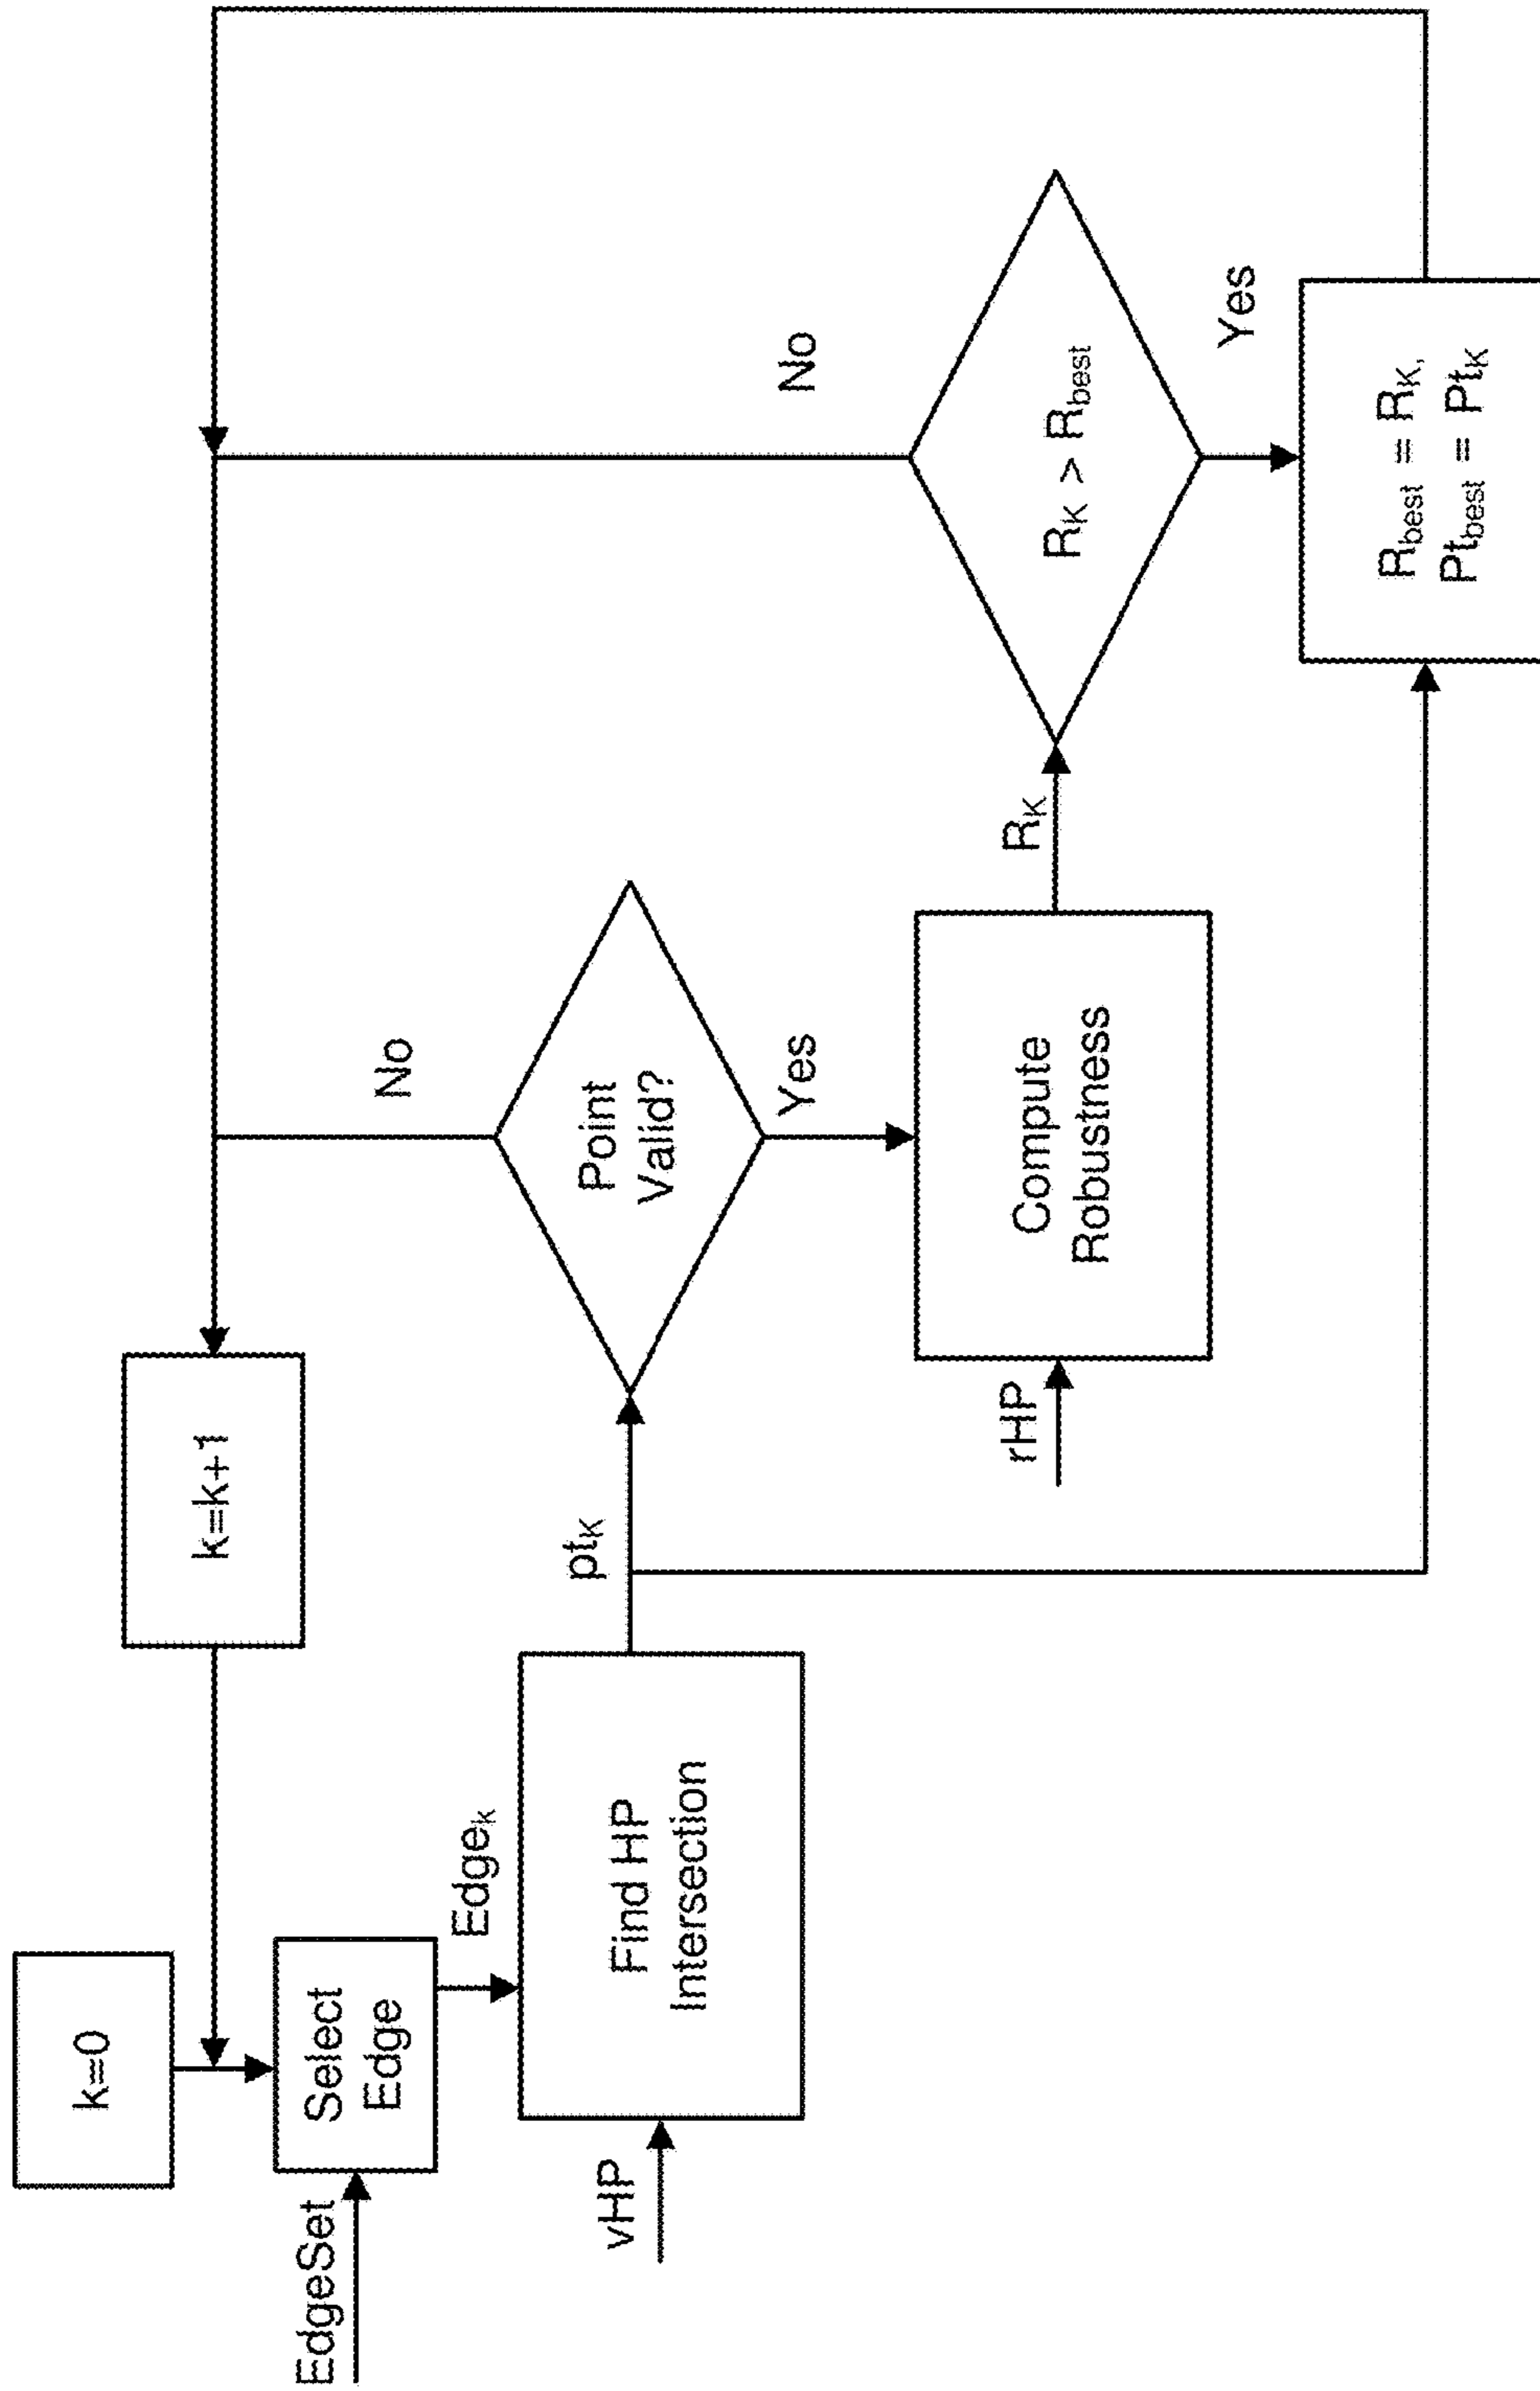 k=0
k=k+1
EdgeSet
Select
Edge
Edgek
vHP
Find HP
Intersection
ptK
Point
Valid?
No
Yes
rHP
Compute
Robustness
RK
RK > Rbest
No
Yes
Rbest = RK,
Ptbest = PtK